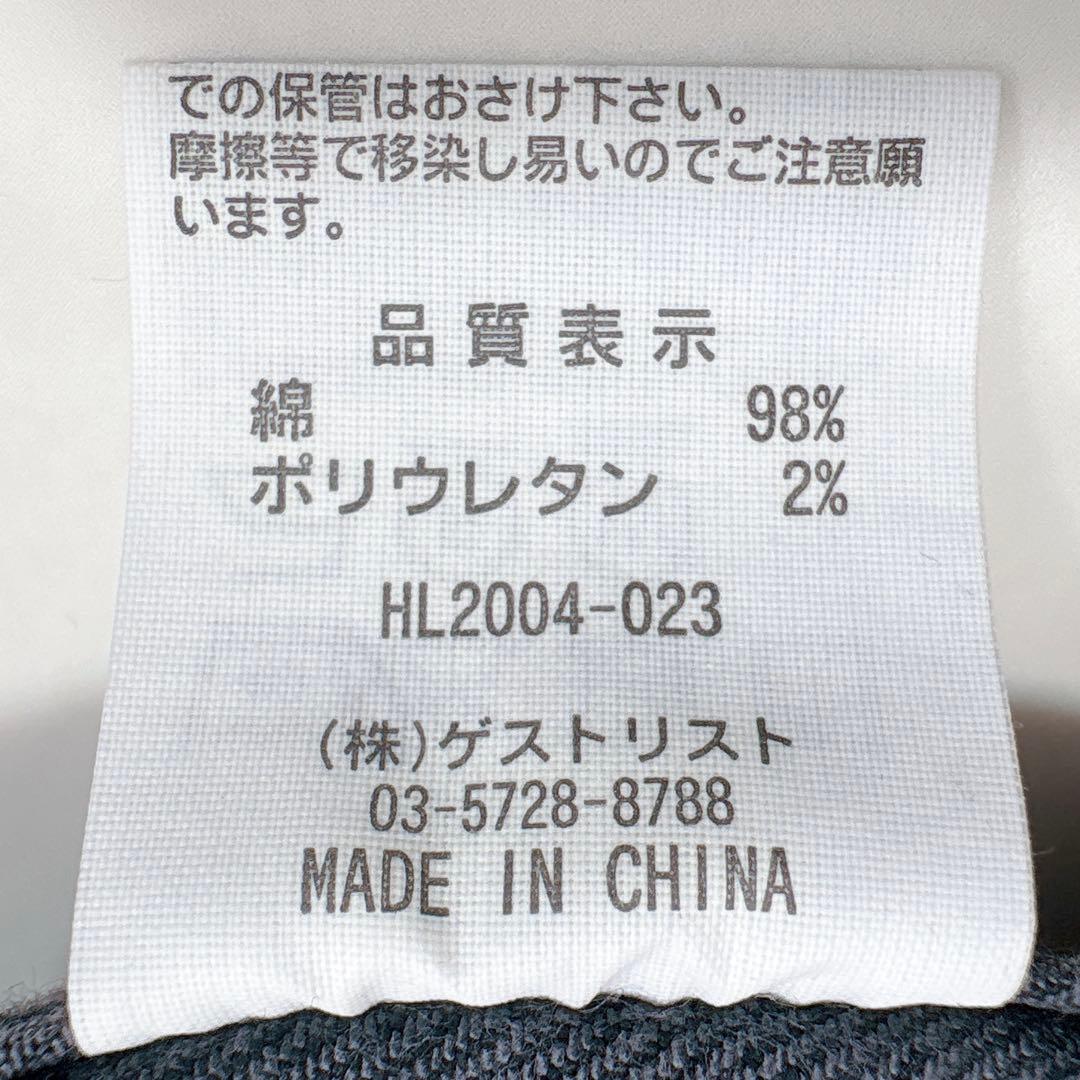 での保管はおさけ下さい。
摩擦等で移染し易いのでご注意願
います。
品質表示
綿 98%
ポリウレタン 2%
HL2004-023
(株)ゲストリスト
03-5728-8788
MADE IN CHINA